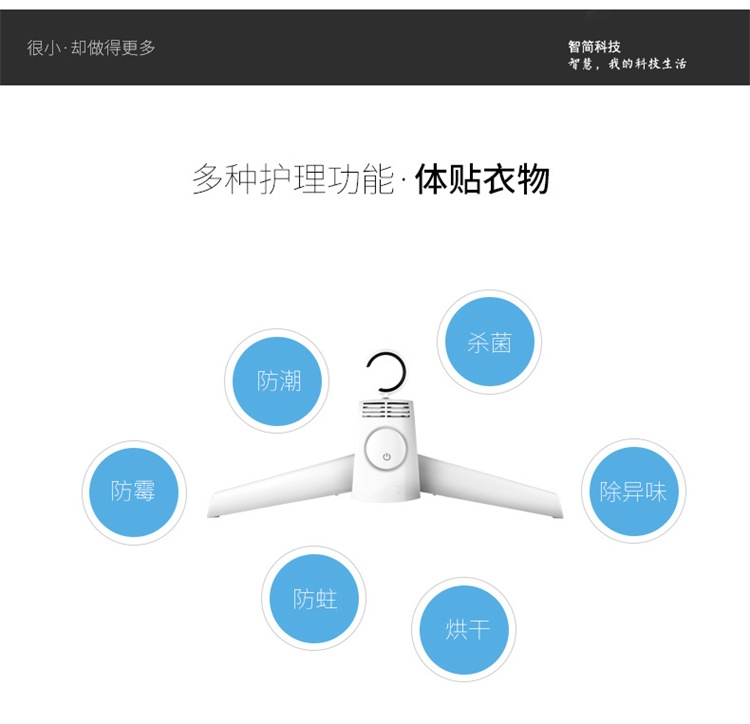 很小·却做得更多
智简科技
智慧，我的科技生活
多种护理功能·体贴衣物
杀菌
防潮
防霉
除异味
防蛀
烘干